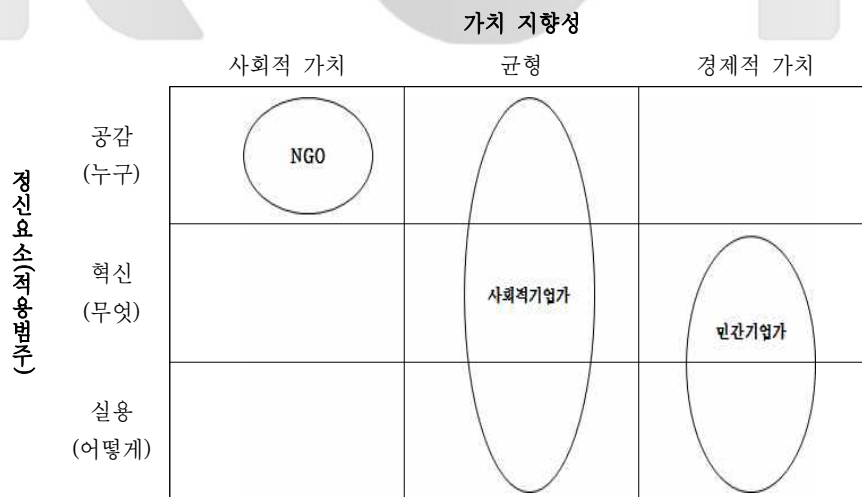 가치 지향성
사회적 가치 균형 경제적 가치
정신요소(적용범주)
공감
(누구)
NGO
혁신
(무엇)
사회적기업가
민간기업가
실용
(어떻게)